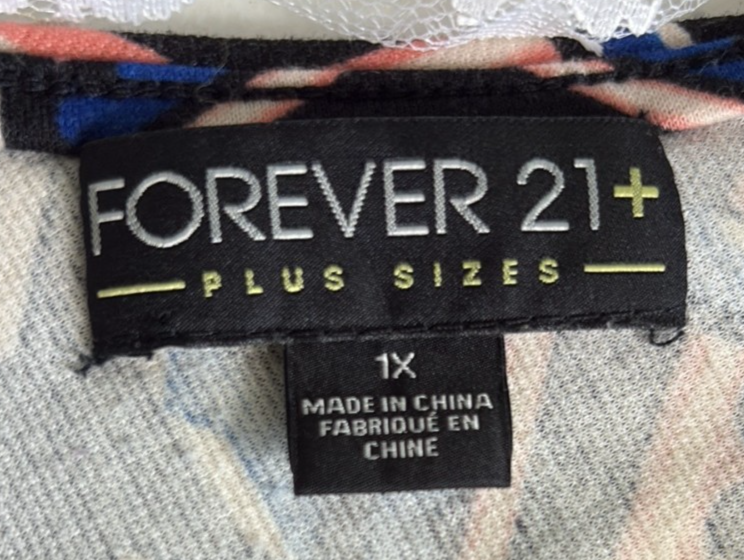 FOREVER 21+
PLUS SIZES
1X
MADE IN CHINA
FABRIQUÉ EN
CHINE